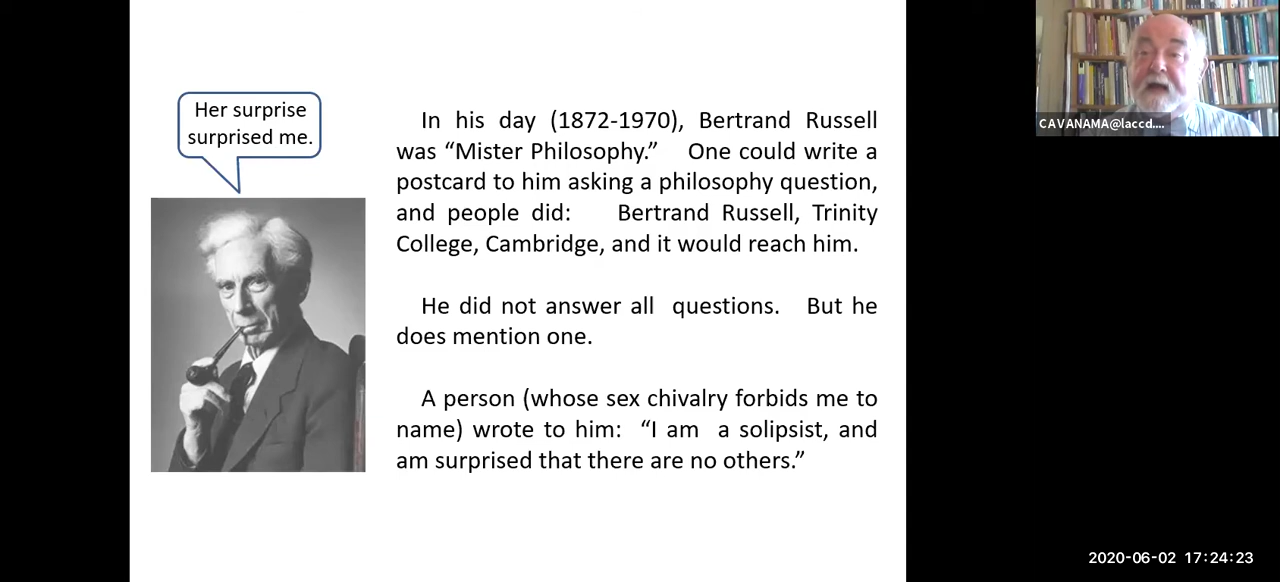 Her surprise
surprised me.
In his day (1872-1970), Bertrand Russell
was “Mister Philosophy.” One could write a
postcard to him asking a philosophy question,
and people did: Bertrand Russell, Trinity
College, Cambridge, and it would reach him.
He did not answer all questions. But he
does mention one.
A person (whose sex chivalry forbids me to
name) wrote to him: “I am a solipsist, and
am surprised that there are no others.”
CAVANAMA@laccd....
2020-06-02 17:24:23